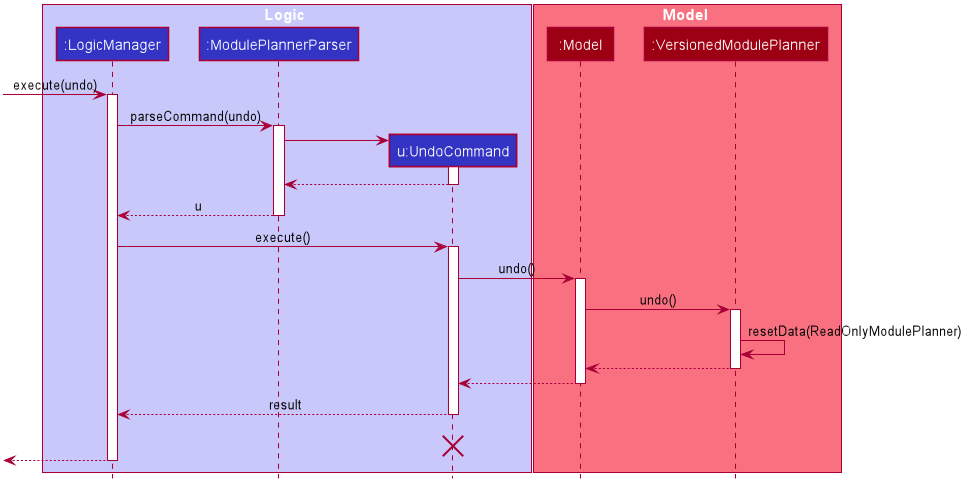 Logic
Model
:LogicManager
:ModulePlannerParser
:Model
:VersionedModulePlanner
execute(undo)
parseCommand(undo)
u:UndoCommand
u
execute()
undo()
undo()
resetData(ReadOnlyModulePlanner)
result